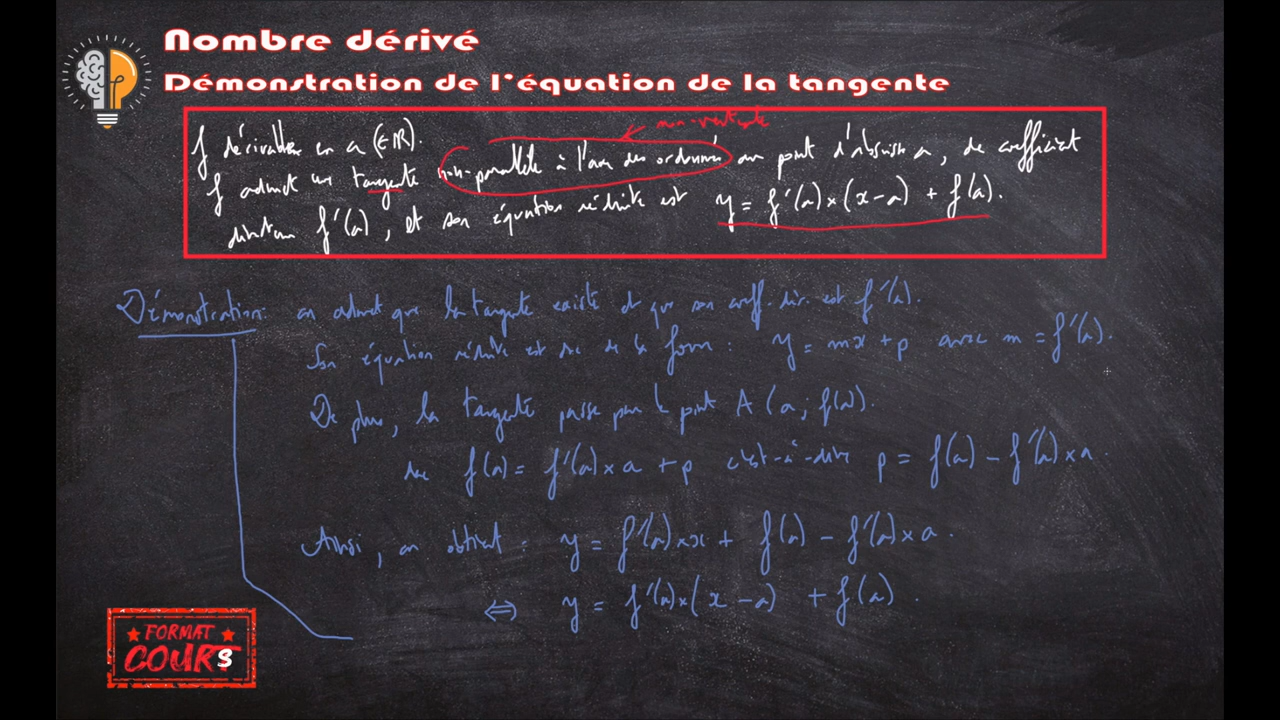 Nombre dérivé
Démonstration de l'équation de la tangente
non-verticale
f dérivable en a (∈ℝ).
f admet une tangente non-parallèle à l'axe des ordonnées au point d'abscisse a, de coefficient
directeur f'(a), et son équation réduite est y = f'(a)×(x-a) + f(a).
Démonstration: on admet que la tangente existe et que son coeff. dir. est f'(a).
Son équation réduite est donc de la forme : y = mx + p avec m = f'(a).
De plus, la tangente passe par le point A (a; f(a)).
donc f(a) = f'(a)×a + p c'est-à-dire p = f(a) - f'(a)×a.
Ainsi, on obtient : y = f'(a)×x + f(a) - f'(a)×a.
⇔ y = f'(a)×(x-a) + f(a).
FORMAT
COURS